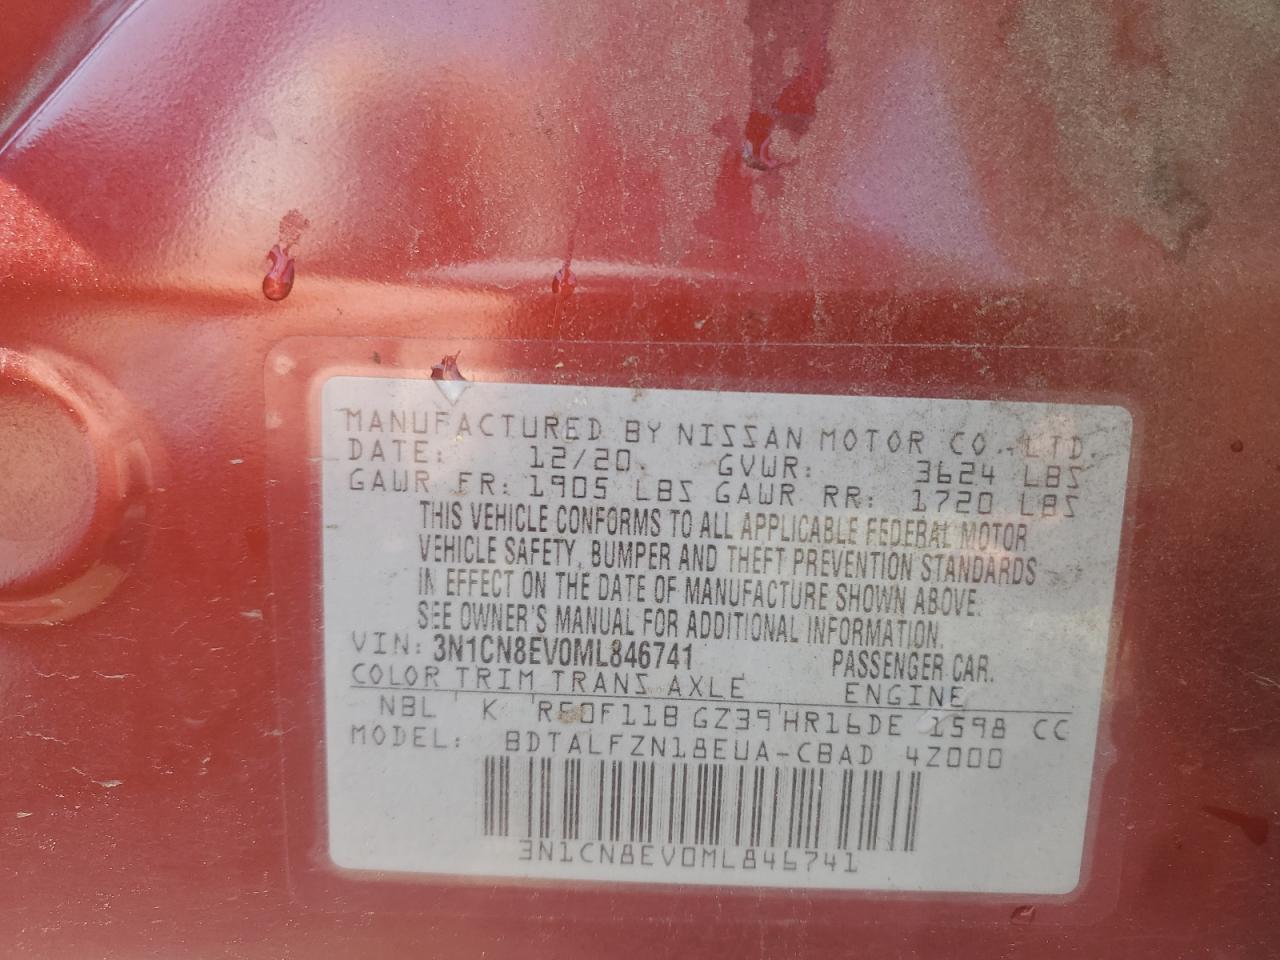 MANUFACTURED BY NISSAN MOTOR CO., LTD.
DATE: 12/20 GVWR: 3624 LBS
GAWR FR: 1905 LBS GAWR RR: 1720 LBS
THIS VEHICLE CONFORMS TO ALL APPLICABLE FEDERAL MOTOR
VEHICLE SAFETY, BUMPER AND THEFT PREVENTION STANDARDS
IN EFFECT ON THE DATE OF MANUFACTURE SHOWN ABOVE.
SEE OWNER'S MANUAL FOR ADDITIONAL INFORMATION.
VIN: 3N1CN8EV0ML846741 PASSENGER CAR.
COLOR TRIM TRANS AXLE ENGINE
NBL K RE0F11B GZ39 HR16DE 1598 CC
MODEL: BDTALFZN18EUA-CBAD 4Z000
3N1CN8EV0ML846741